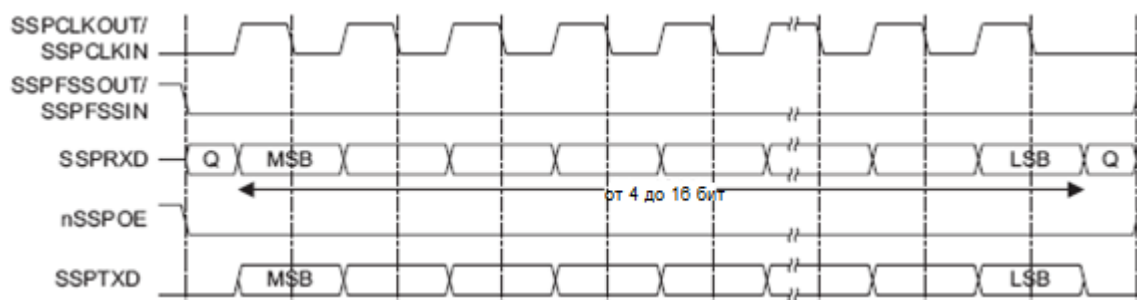 SSPCLKOUT/
SSPCLKIN
SSPFSSOUT/
SSPFSSIN
SSPRXD Q MSB LSB Q
от 4 до 16 бит
nSSPOE
SSPTXD MSB LSB